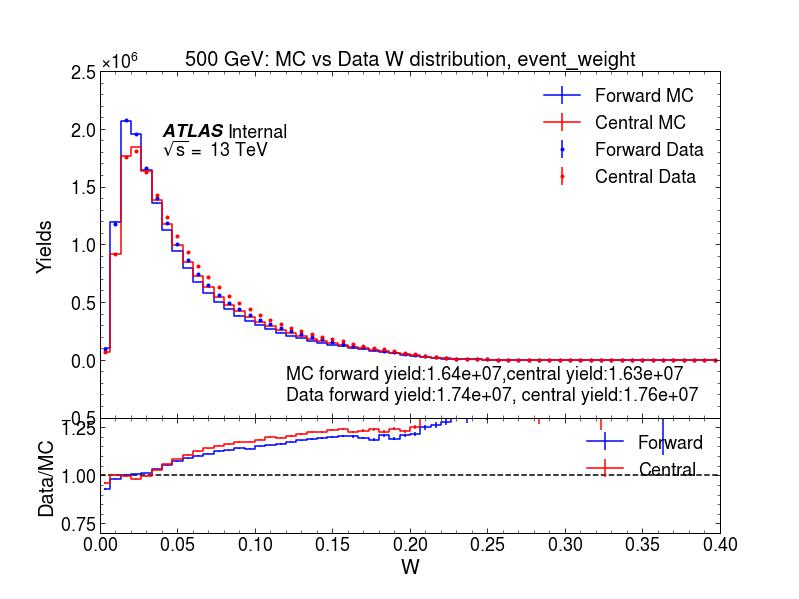 ×10⁶
500 GeV: MC vs Data W distribution, event_weight
2.5
2.0
1.5
1.0
0.5
0.0
0.5
Yields
ATLAS Internal
√s = 13 TeV
Forward MC
Central MC
Forward Data
Central Data
MC forward yield:1.64e+07,central yield:1.63e+07
Data forward yield:1.74e+07, central yield:1.76e+07
1.25
1.00
0.75
Data/MC
Forward
Central
0.00 0.05 0.10 0.15 0.20 0.25 0.30 0.35 0.40
W